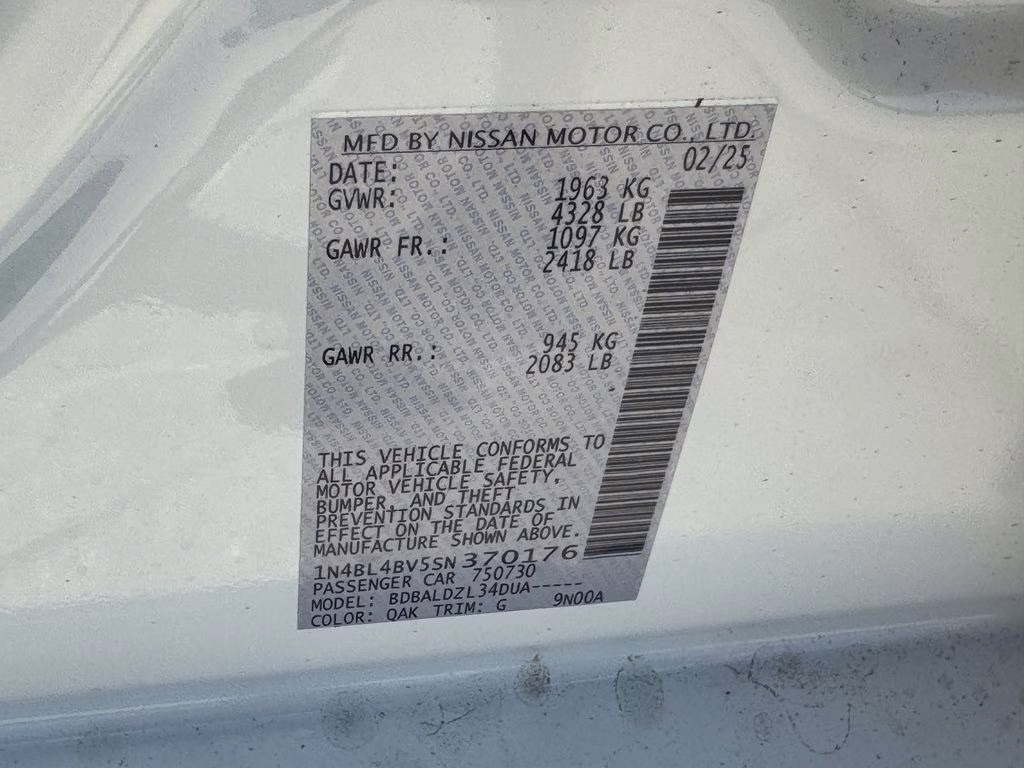 MFD BY NISSAN MOTOR CO., LTD.
DATE: 02/25
GVWR: 1963 KG
4328 LB
GAWR FR.: 1097 KG
2418 LB
GAWR RR.: 945 KG
2083 LB
THIS VEHICLE CONFORMS TO
ALL APPLICABLE FEDERAL
MOTOR VEHICLE SAFETY,
BUMPER, AND THEFT
PREVENTION STANDARDS IN
EFFECT ON THE DATE OF
MANUFACTURE SHOWN ABOVE.
1N4BL4BV5SN370176
PASSENGER CAR 750730
MODEL: BDBALDZL34DUA-----
COLOR: QAK TRIM: G 9N00A